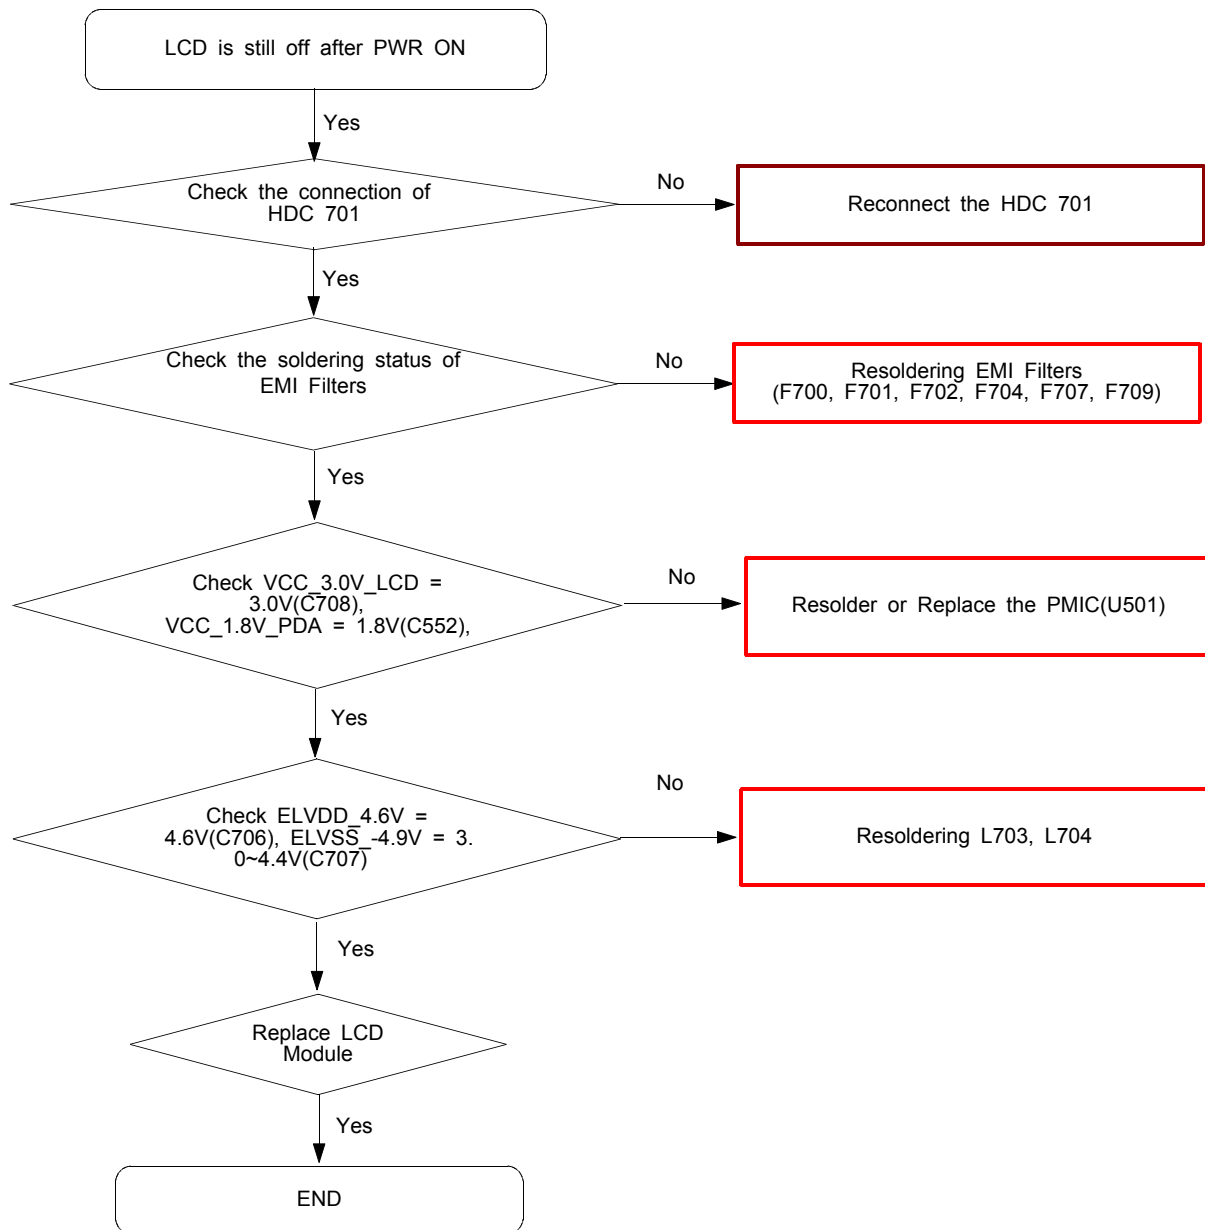 LCD is still off after PWR ON
Yes
Check the connection of
HDC 701
No
Reconnect the HDC 701
Yes
Check the soldering status of
EMI Filters
No
Resoldering EMI Filters
(F700, F701, F702, F704, F707, F709)
Yes
Check VCC_3.0V_LCD =
3.0V(C708),
VCC_1.8V_PDA = 1.8V(C552),
No
Resolder or Replace the PMIC(U501)
Yes
Check ELVDD_4.6V =
4.6V(C706), ELVSS_-4.9V = 3.
0~4.4V(C707)
No
Resoldering L703, L704
Yes
Replace LCD
Module
Yes
END